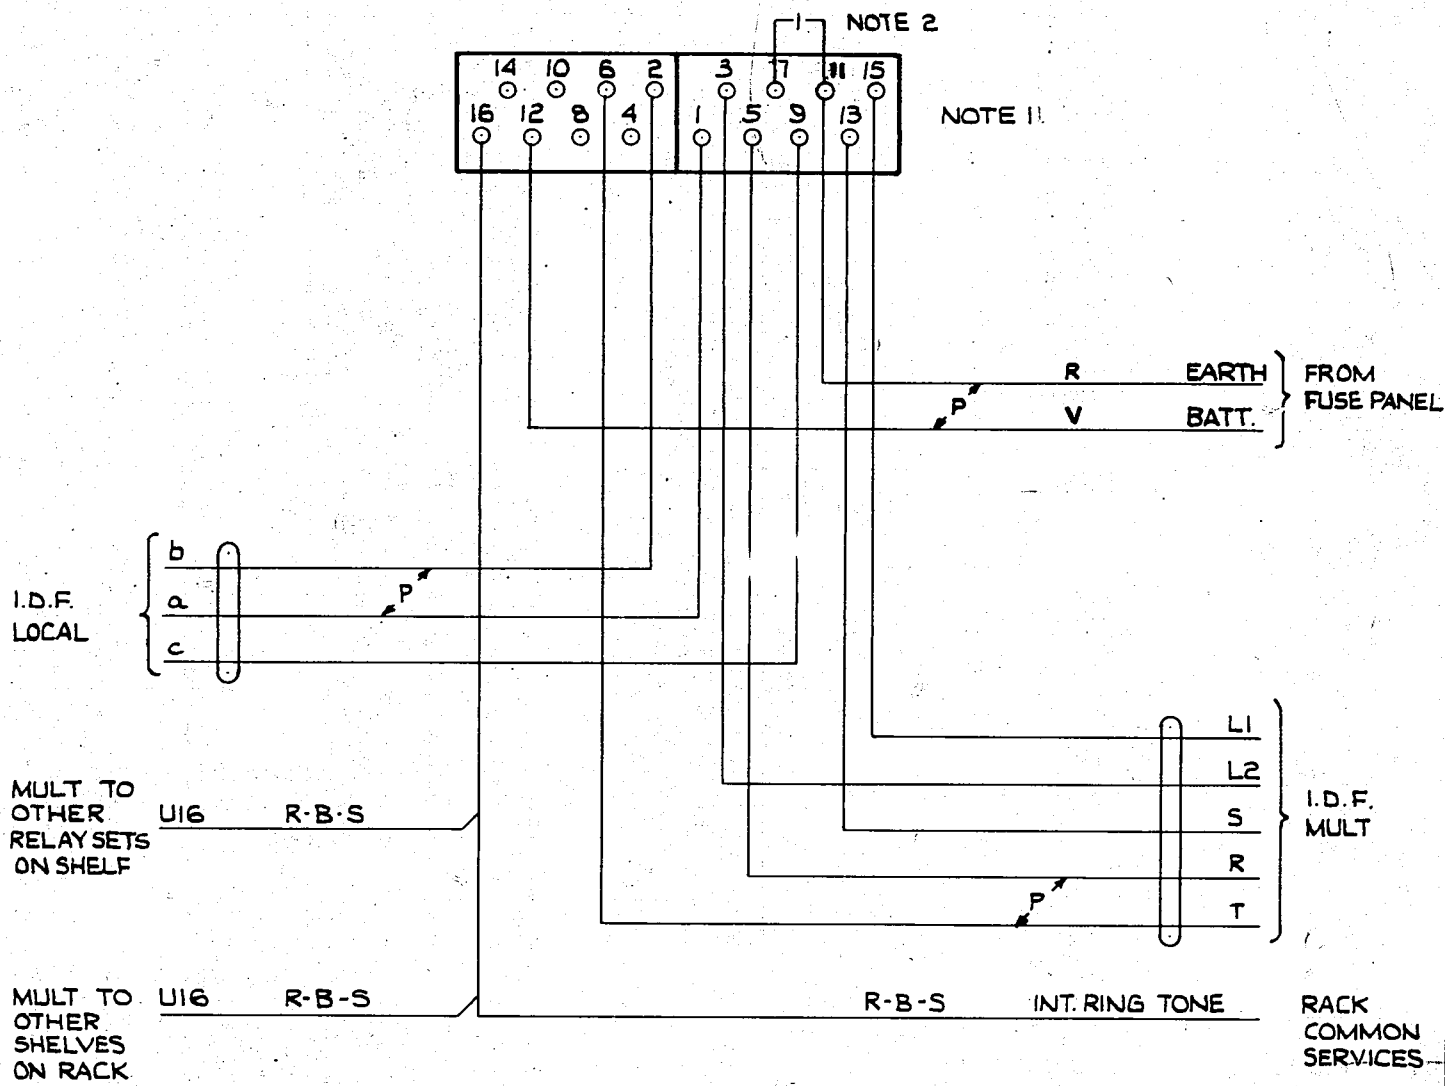 1 NOTE 2
14 10 6 2 3 7 11 15
16 12 8 4 1 5 9 13
NOTE 11
R EARTH
P
V BATT.
FROM
FUSE PANEL
b
a
c
P
I.D.F.
LOCAL
L1
L2
S
R
T
P
I.D.F.
MULT
MULT TO
OTHER
RELAY SETS
ON SHELF
U16 R-B-S
MULT TO
OTHER
SHELVES
ON RACK
U16 R-B-S
R-B-S INT. RING TONE
RACK
COMMON
SERVICES